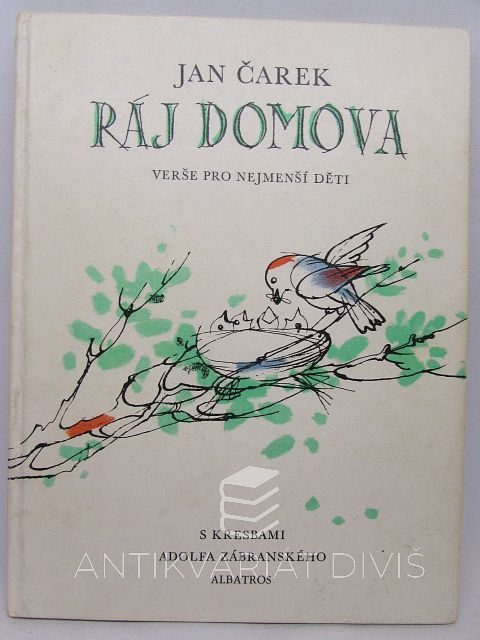 JAN ČAREK
RÁJ DOMOVA
VERŠE PRO NEJMENŠÍ DĚTI
S KRESBAMI
ADOLFA ZÁBRANSKÉHO
ANTIKVARIÁT DIVIŠ
ALBATROS